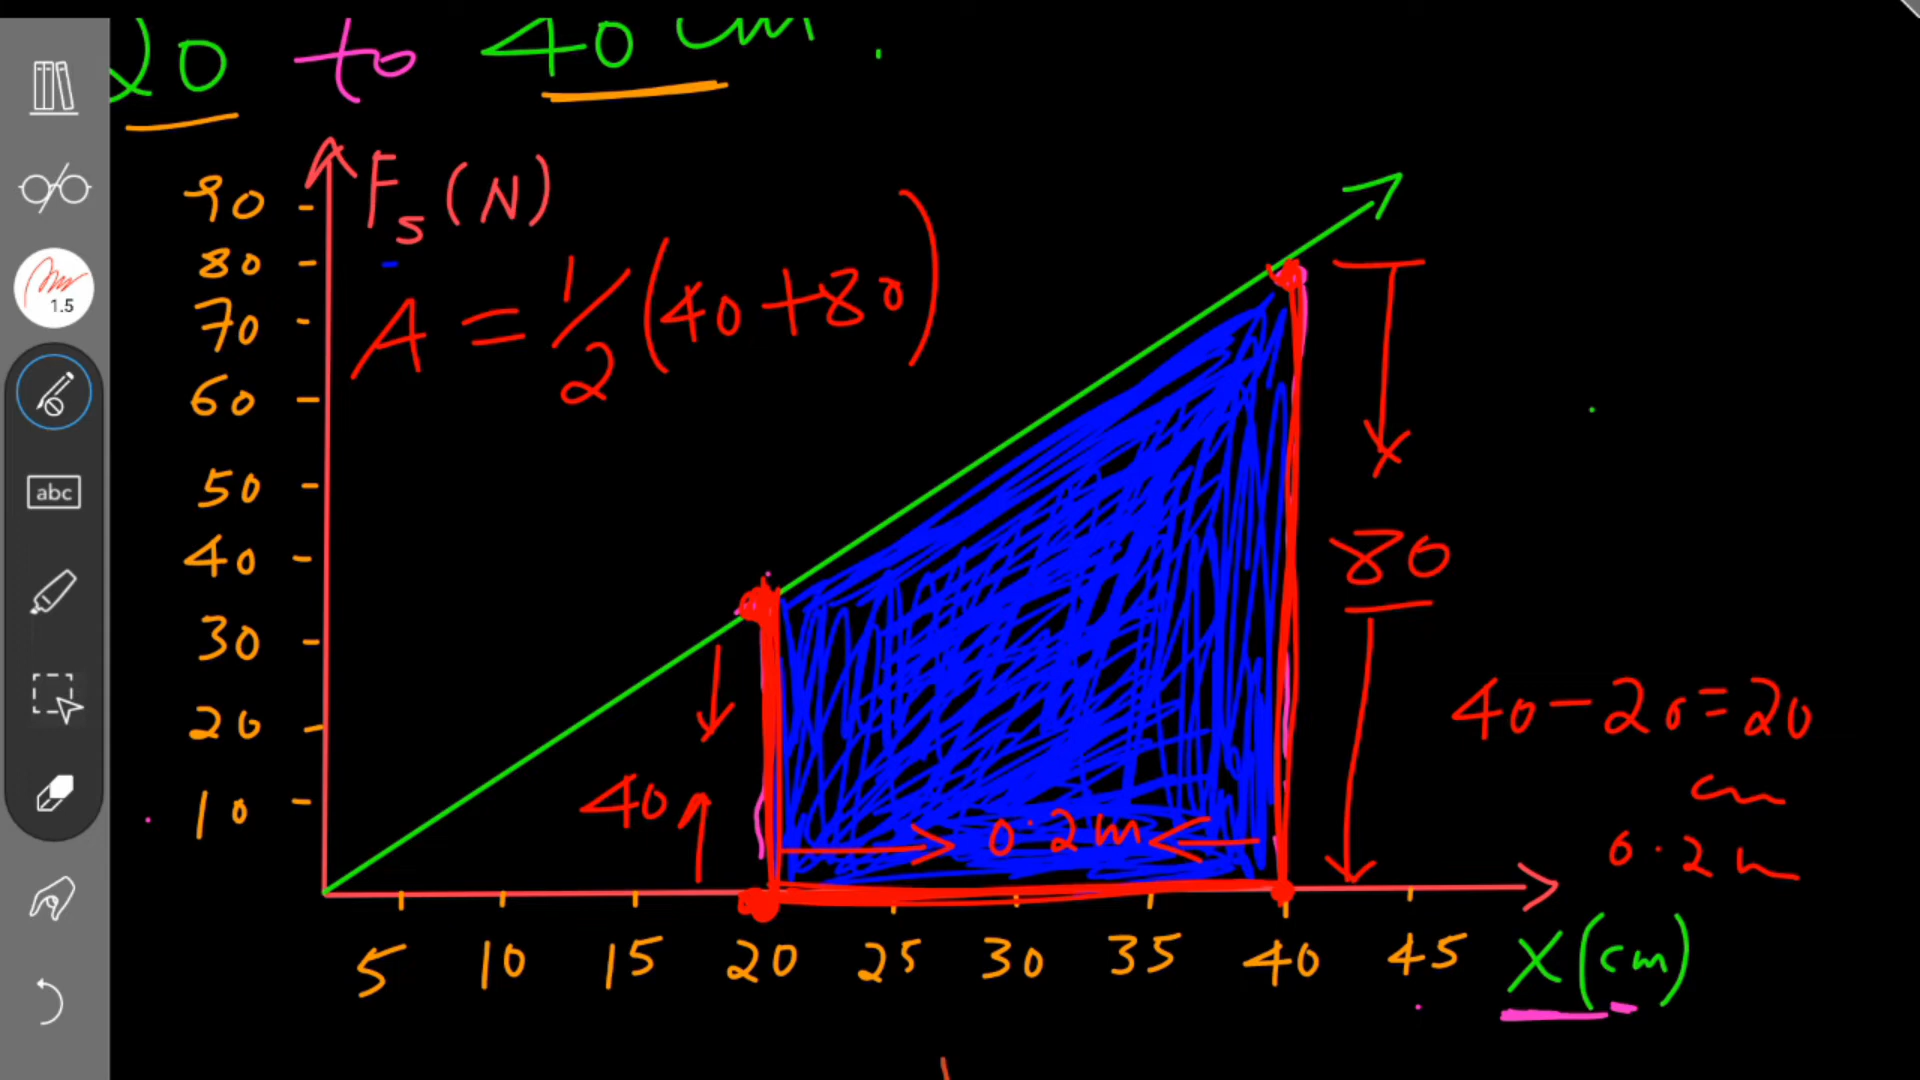 20 to 40 cm.
Fs (N)
90
80
70
60
50
40
30
20
10
A = 1/2 (40+80)
80
40
0.2m
40-20=20
cm
0.2m
5 10 15 20 25 30 35 40 45 X(cm)
1.5
abc